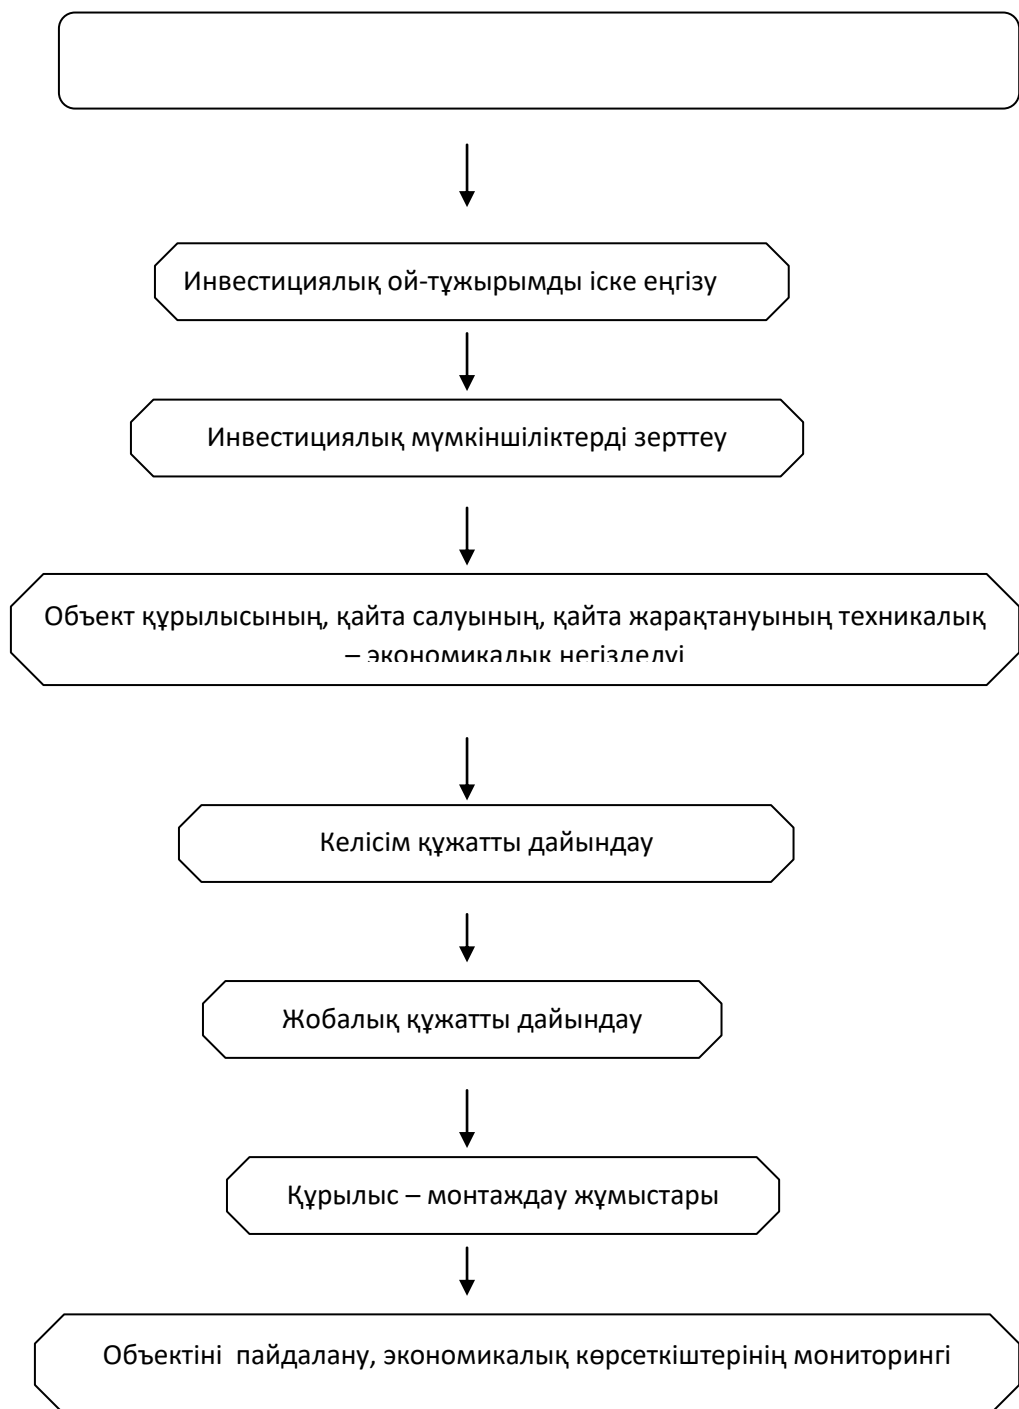 Инвестициялық ой-тұжырымды іске еңгізу
Инвестициялық мүмкіншіліктерді зерттеу
Объект құрылысының, қайта салуының, қайта жарақтануының техникалық
– экономикалық негізделуі
Келісім құжатты дайындау
Жобалық құжатты дайындау
Құрылыс – монтаждау жұмыстары
Объектіні пайдалану, экономикалық көрсеткіштерінің мониторингі